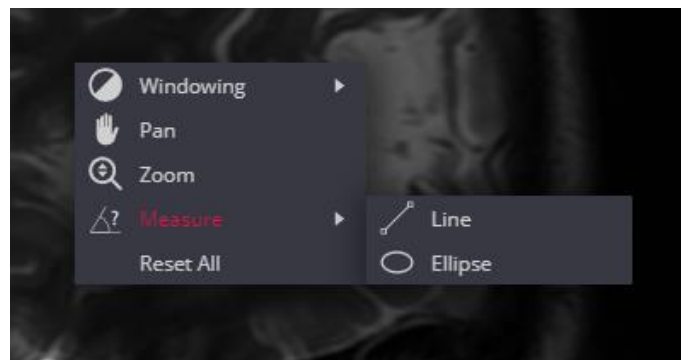 Windowing
Pan
Zoom
Measure
Line
Reset All
Ellipse